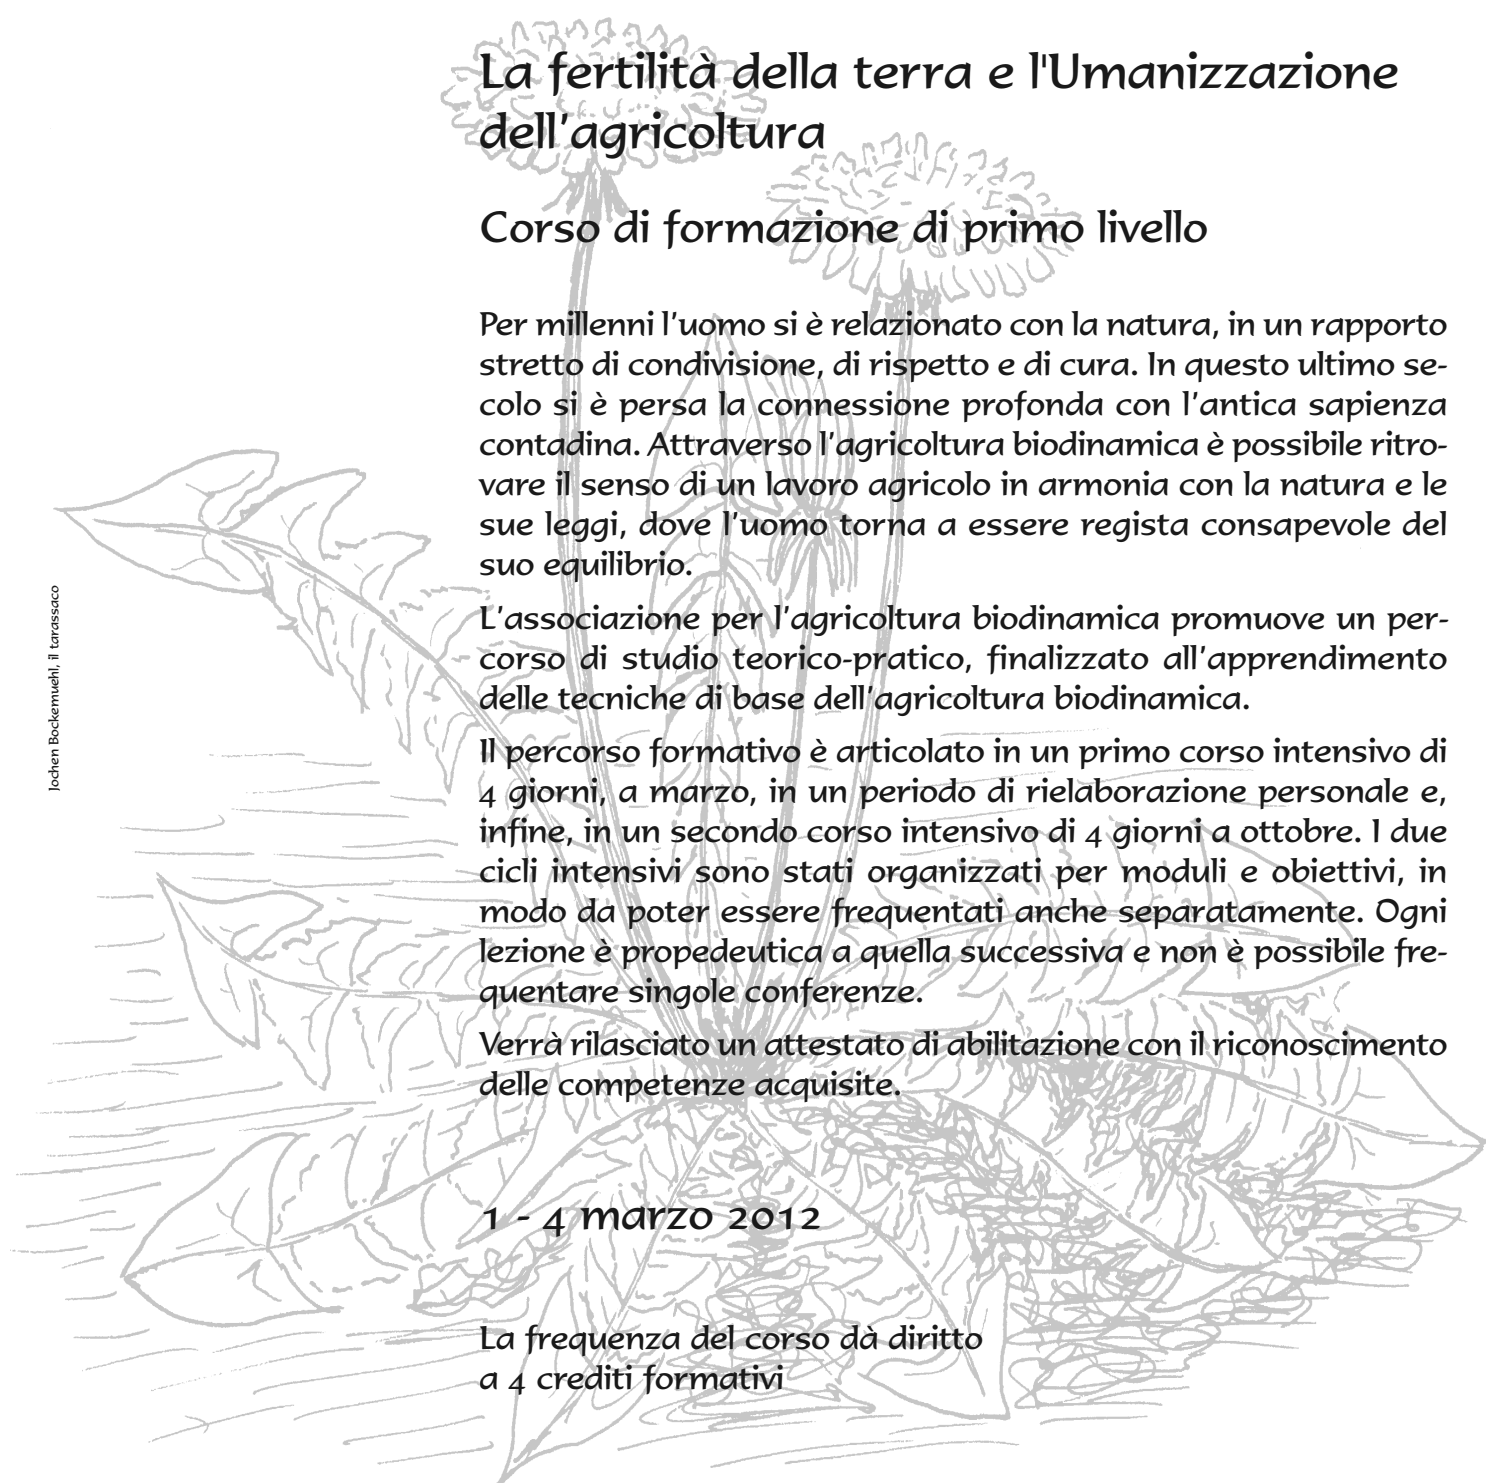 La fertilità della terra e l'Umanizzazione
dell'agricoltura
Corso di formazione di primo livello
Per millenni l'uomo si è relazionato con la natura, in un rapporto
stretto di condivisione, di rispetto e di cura. In questo ultimo se-
colo si è persa la connessione profonda con l'antica sapienza
contadina. Attraverso l'agricoltura biodinamica è possibile ritro-
vare il senso di un lavoro agricolo in armonia con la natura e le
sue leggi, dove l'uomo torna a essere regista consapevole del
suo equilibrio.
L'associazione per l'agricoltura biodinamica promuove un per-
corso di studio teorico-pratico, finalizzato all'apprendimento
delle tecniche di base dell'agricoltura biodinamica.
Il percorso formativo è articolato in un primo corso intensivo di
4 giorni, a marzo, in un periodo di rielaborazione personale e,
infine, in un secondo corso intensivo di 4 giorni a ottobre. I due
cicli intensivi sono stati organizzati per moduli e obiettivi, in
modo da poter essere frequentati anche separatamente. Ogni
lezione è propedeutica a quella successiva e non è possibile fre-
quentare singole conferenze.
Verrà rilasciato un attestato di abilitazione con il riconoscimento
delle competenze acquisite.
1 - 4 marzo 2012
La frequenza del corso dà diritto
a 4 crediti formativi
Jochen Bockemuehl, il tarassaco